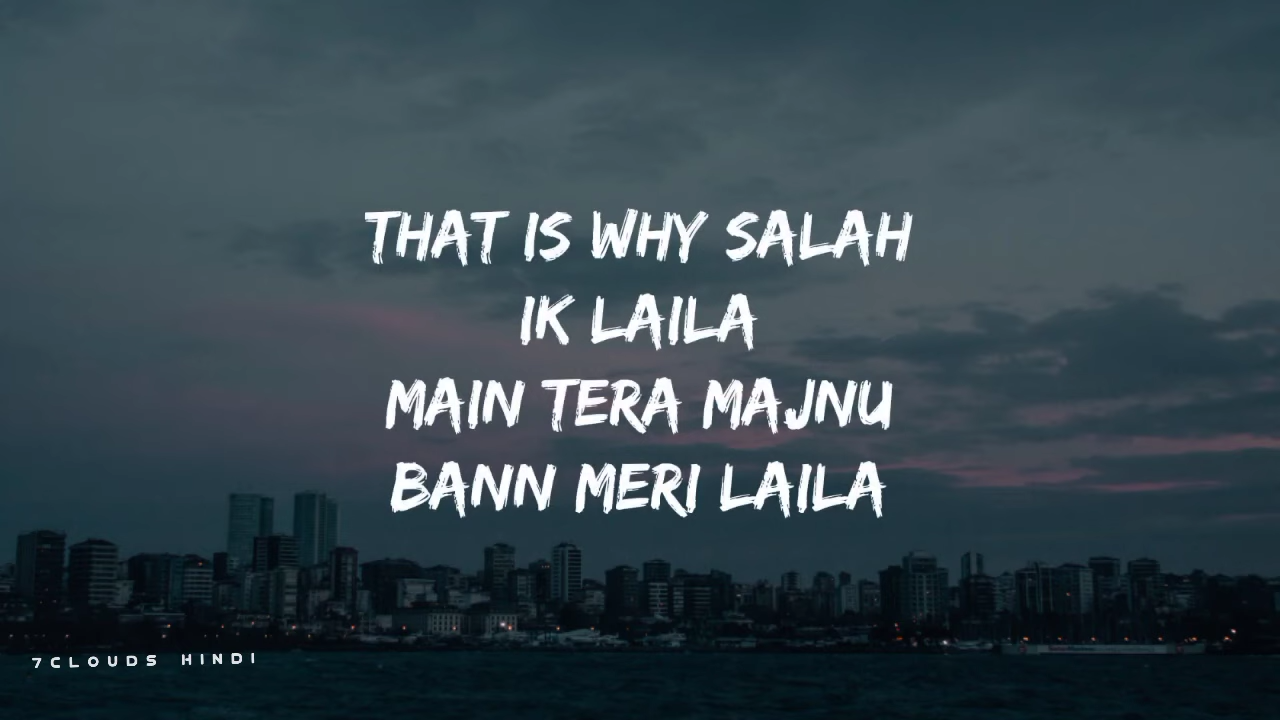 THAT IS WHY SALAH
IK LAILA
MAIN TERA MAJNU
BANN MERI LAILA
7CLOUDS HINDI